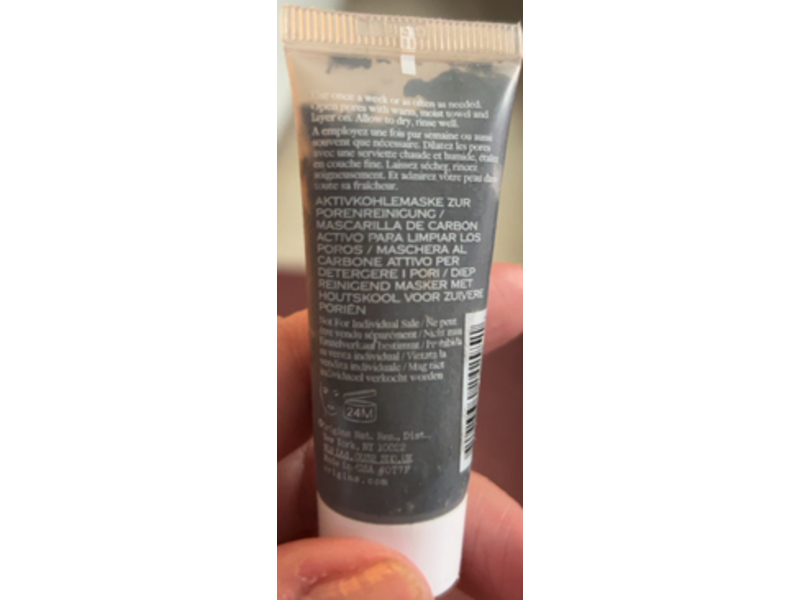 once a week or as often as needed.
Open pores with warm, moist towel and
layer on. Allow to dry, rinse well.
A employez une fois par semaine ou aussi
souvent que nécessaire. Dilatez les pores
avec une serviette chaude et humide, étalez
en couche fine. Laissez sécher, rincez
soigneusement. Et admirez votre peau dans
toute sa fraîcheur.
AKTIVKOHLEMASKE ZUR
PORENREINIGUNG /
MASCARILLA DE CARBÓN
ACTIVO PARA LIMPIAR LOS
POROS / MASCHERA AL
CARBONE ATTIVO PER
DETERGERE I PORI / DIEP
REINIGEND MASKER MET
HOUTSKOOL VOOR ZUIVERE
PORIËN
Not For Individual Sale / Ne peut
être vendu séparément / Nicht zum
Einzelverkauf bestimmt / Prohibida
su venta individual / Vietata la
vendita individuale / Mag niet
individueel verkocht worden
24M
Origins Nat. Res., Dist.,
New York, NY
Made in USA
origins.com